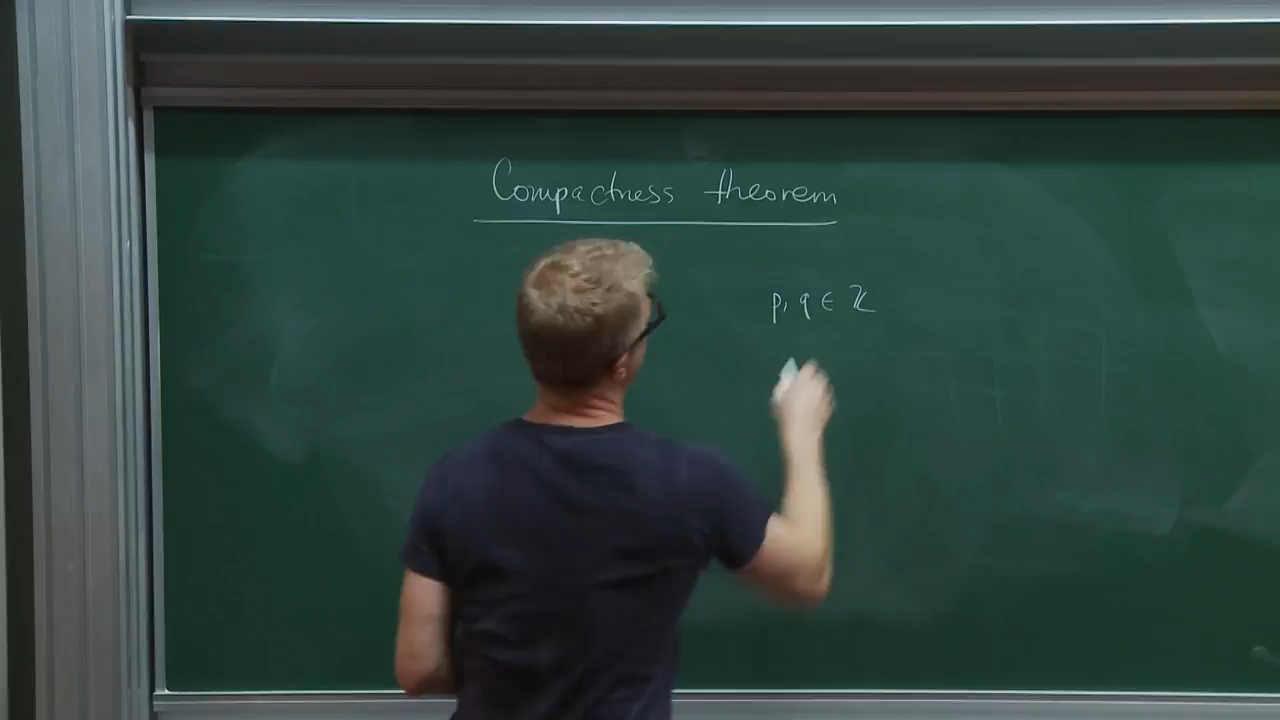 Compactness theorem
p, q ∈ ℤ